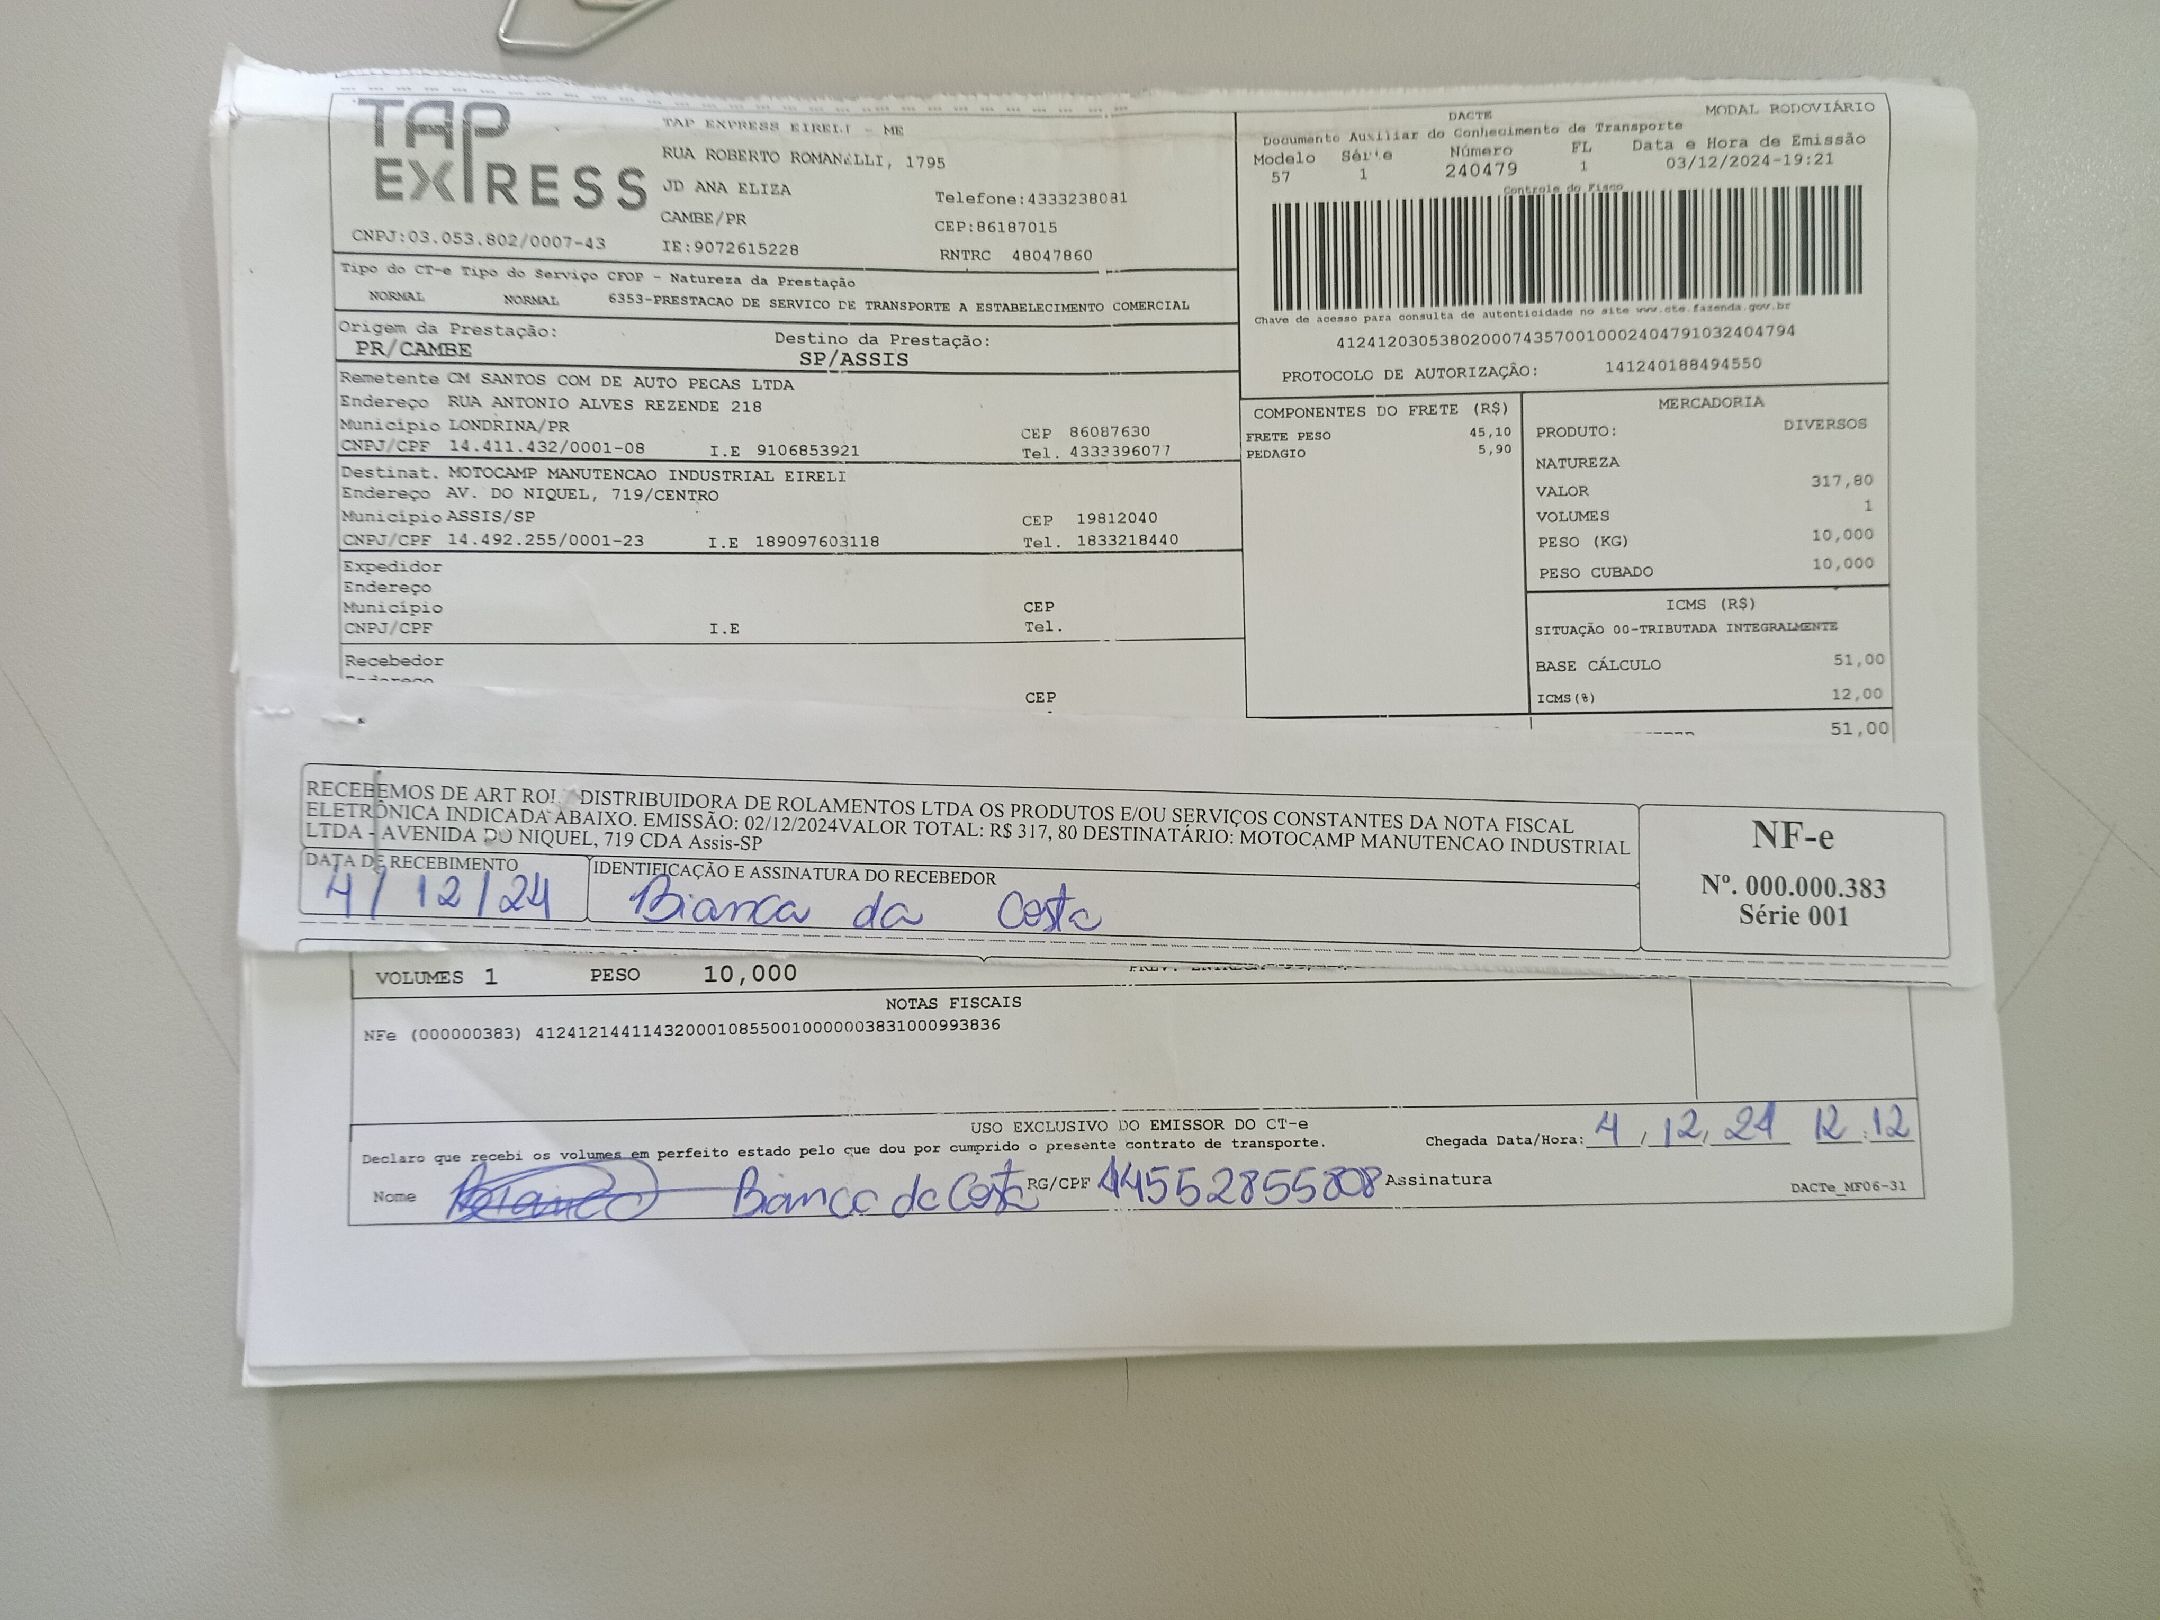 TAP EXPRESS
TAP EXPRESS EIRELI - ME
RUA ROBERTO ROMANELLI, 1795
JD ANA ELIZA
Telefone:4333238081
CAMBE/PR
CEP:86187015
CNPJ:03.053.802/0007-43
IE:9072615228
RNTRC 48047860
DACTE
MODAL RODOVIÁRIO
Documento Auxiliar do Conhecimento de Transporte
Modelo Série Número FL Data e Hora de Emissão
57 1 240479 1 03/12/2024-19:21
Controle do Fisco
Chave de acesso para consulta de autenticidade no site www.cte.fazenda.gov.br
41241203053802000743570010002404791032404794
PROTOCOLO DE AUTORIZAÇÃO: 141240188494550
Tipo do CT-e Tipo do Serviço CFOP - Natureza da Prestação
NORMAL NORMAL 6353-PRESTACAO DE SERVICO DE TRANSPORTE A ESTABELECIMENTO COMERCIAL
Origem da Prestação: Destino da Prestação:
PR/CAMBE SP/ASSIS
Remetente CM SANTOS COM DE AUTO PECAS LTDA
Endereço RUA ANTONIO ALVES REZENDE 218
Município LONDRINA/PR CEP 86087630
CNPJ/CPF 14.411.432/0001-08 I.E 9106853921 Tel. 4333396077
Destinat. MOTOCAMP MANUTENCAO INDUSTRIAL EIRELI
Endereço AV. DO NIQUEL, 719/CENTRO
Município ASSIS/SP CEP 19812040
CNPJ/CPF 14.492.255/0001-23 I.E 189097603118 Tel. 1833218440
Expedidor
Endereço
Município CEP
CNPJ/CPF I.E Tel.
Recebedor
Endereço
CEP
COMPONENTES DO FRETE (R$)
FRETE PESO 45,10
PEDAGIO 5,90
MERCADORIA
PRODUTO: DIVERSOS
NATUREZA
VALOR 317,80
VOLUMES 1
PESO (KG) 10,000
PESO CUBADO 10,000
ICMS (R$)
SITUAÇÃO 00-TRIBUTADA INTEGRALMENTE
BASE CÁLCULO 51,00
ICMS(%) 12,00
51,00
RECEBEMOS DE ART ROL DISTRIBUIDORA DE ROLAMENTOS LTDA OS PRODUTOS E/OU SERVIÇOS CONSTANTES DA NOTA FISCAL
ELETRÔNICA INDICADA ABAIXO. EMISSÃO: 02/12/2024VALOR TOTAL: R$ 317, 80 DESTINATÁRIO: MOTOCAMP MANUTENCAO INDUSTRIAL
LTDA - AVENIDA DO NIQUEL, 719 CDA Assis-SP
DATA DE RECEBIMENTO IDENTIFICAÇÃO E ASSINATURA DO RECEBEDOR
4/12/24 Bianca da Costa
NF-e
Nº. 000.000.383
Série 001
VOLUMES 1 PESO 10,000
NOTAS FISCAIS
NFe (000000383) 41241214411432000108550010000003831000993836
USO EXCLUSIVO DO EMISSOR DO CT-e
Declaro que recebi os volumes em perfeito estado pelo que dou por cumprido o presente contrato de transporte.
Chegada Data/Hora: 4/12/24 12:12
Nome Bianca da Costa RG/CPF 44552855808 Assinatura
DACTe_MF06-31